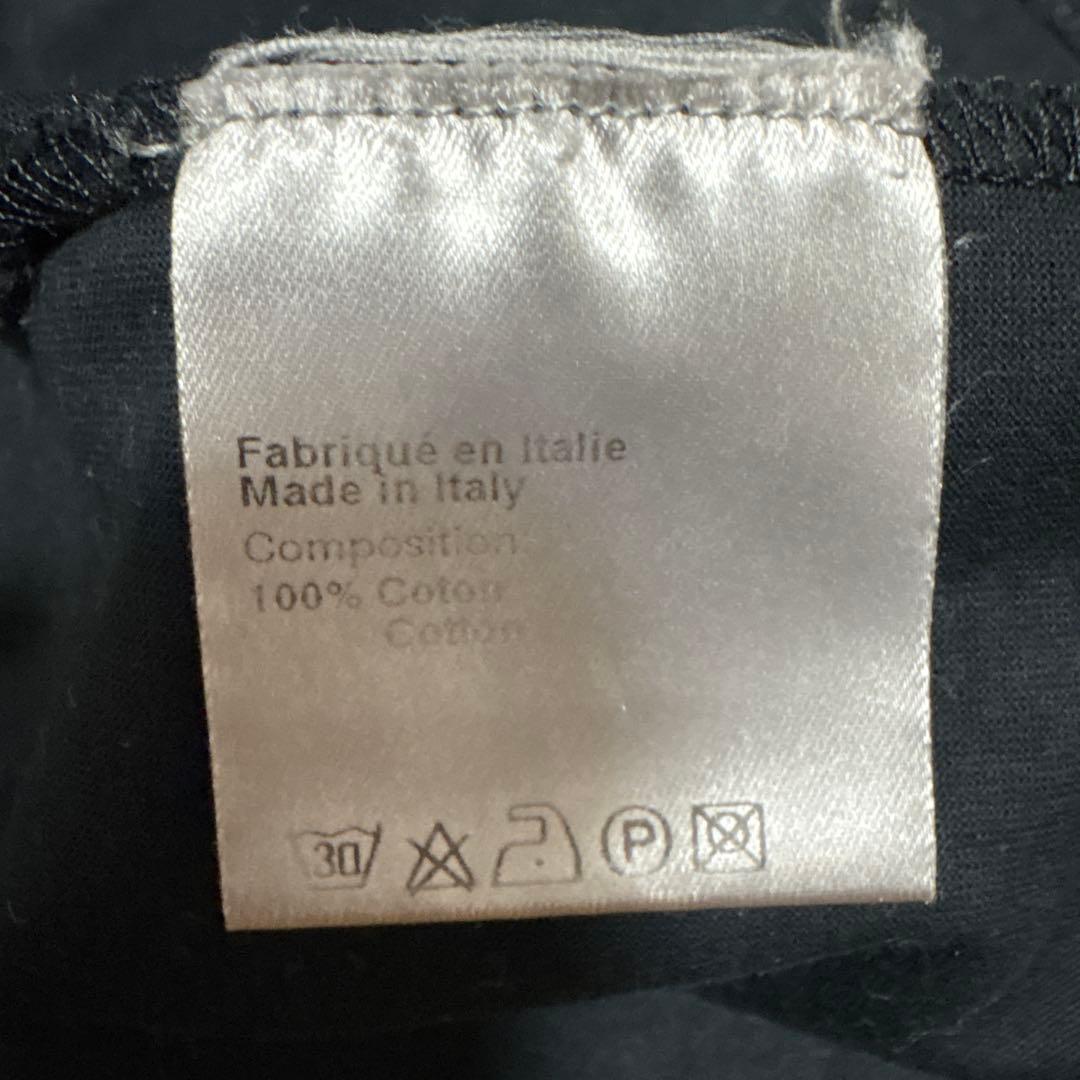 Fabriqué en Italie
Made in Italy
Composition:
100% Coton
Cotton
30
P